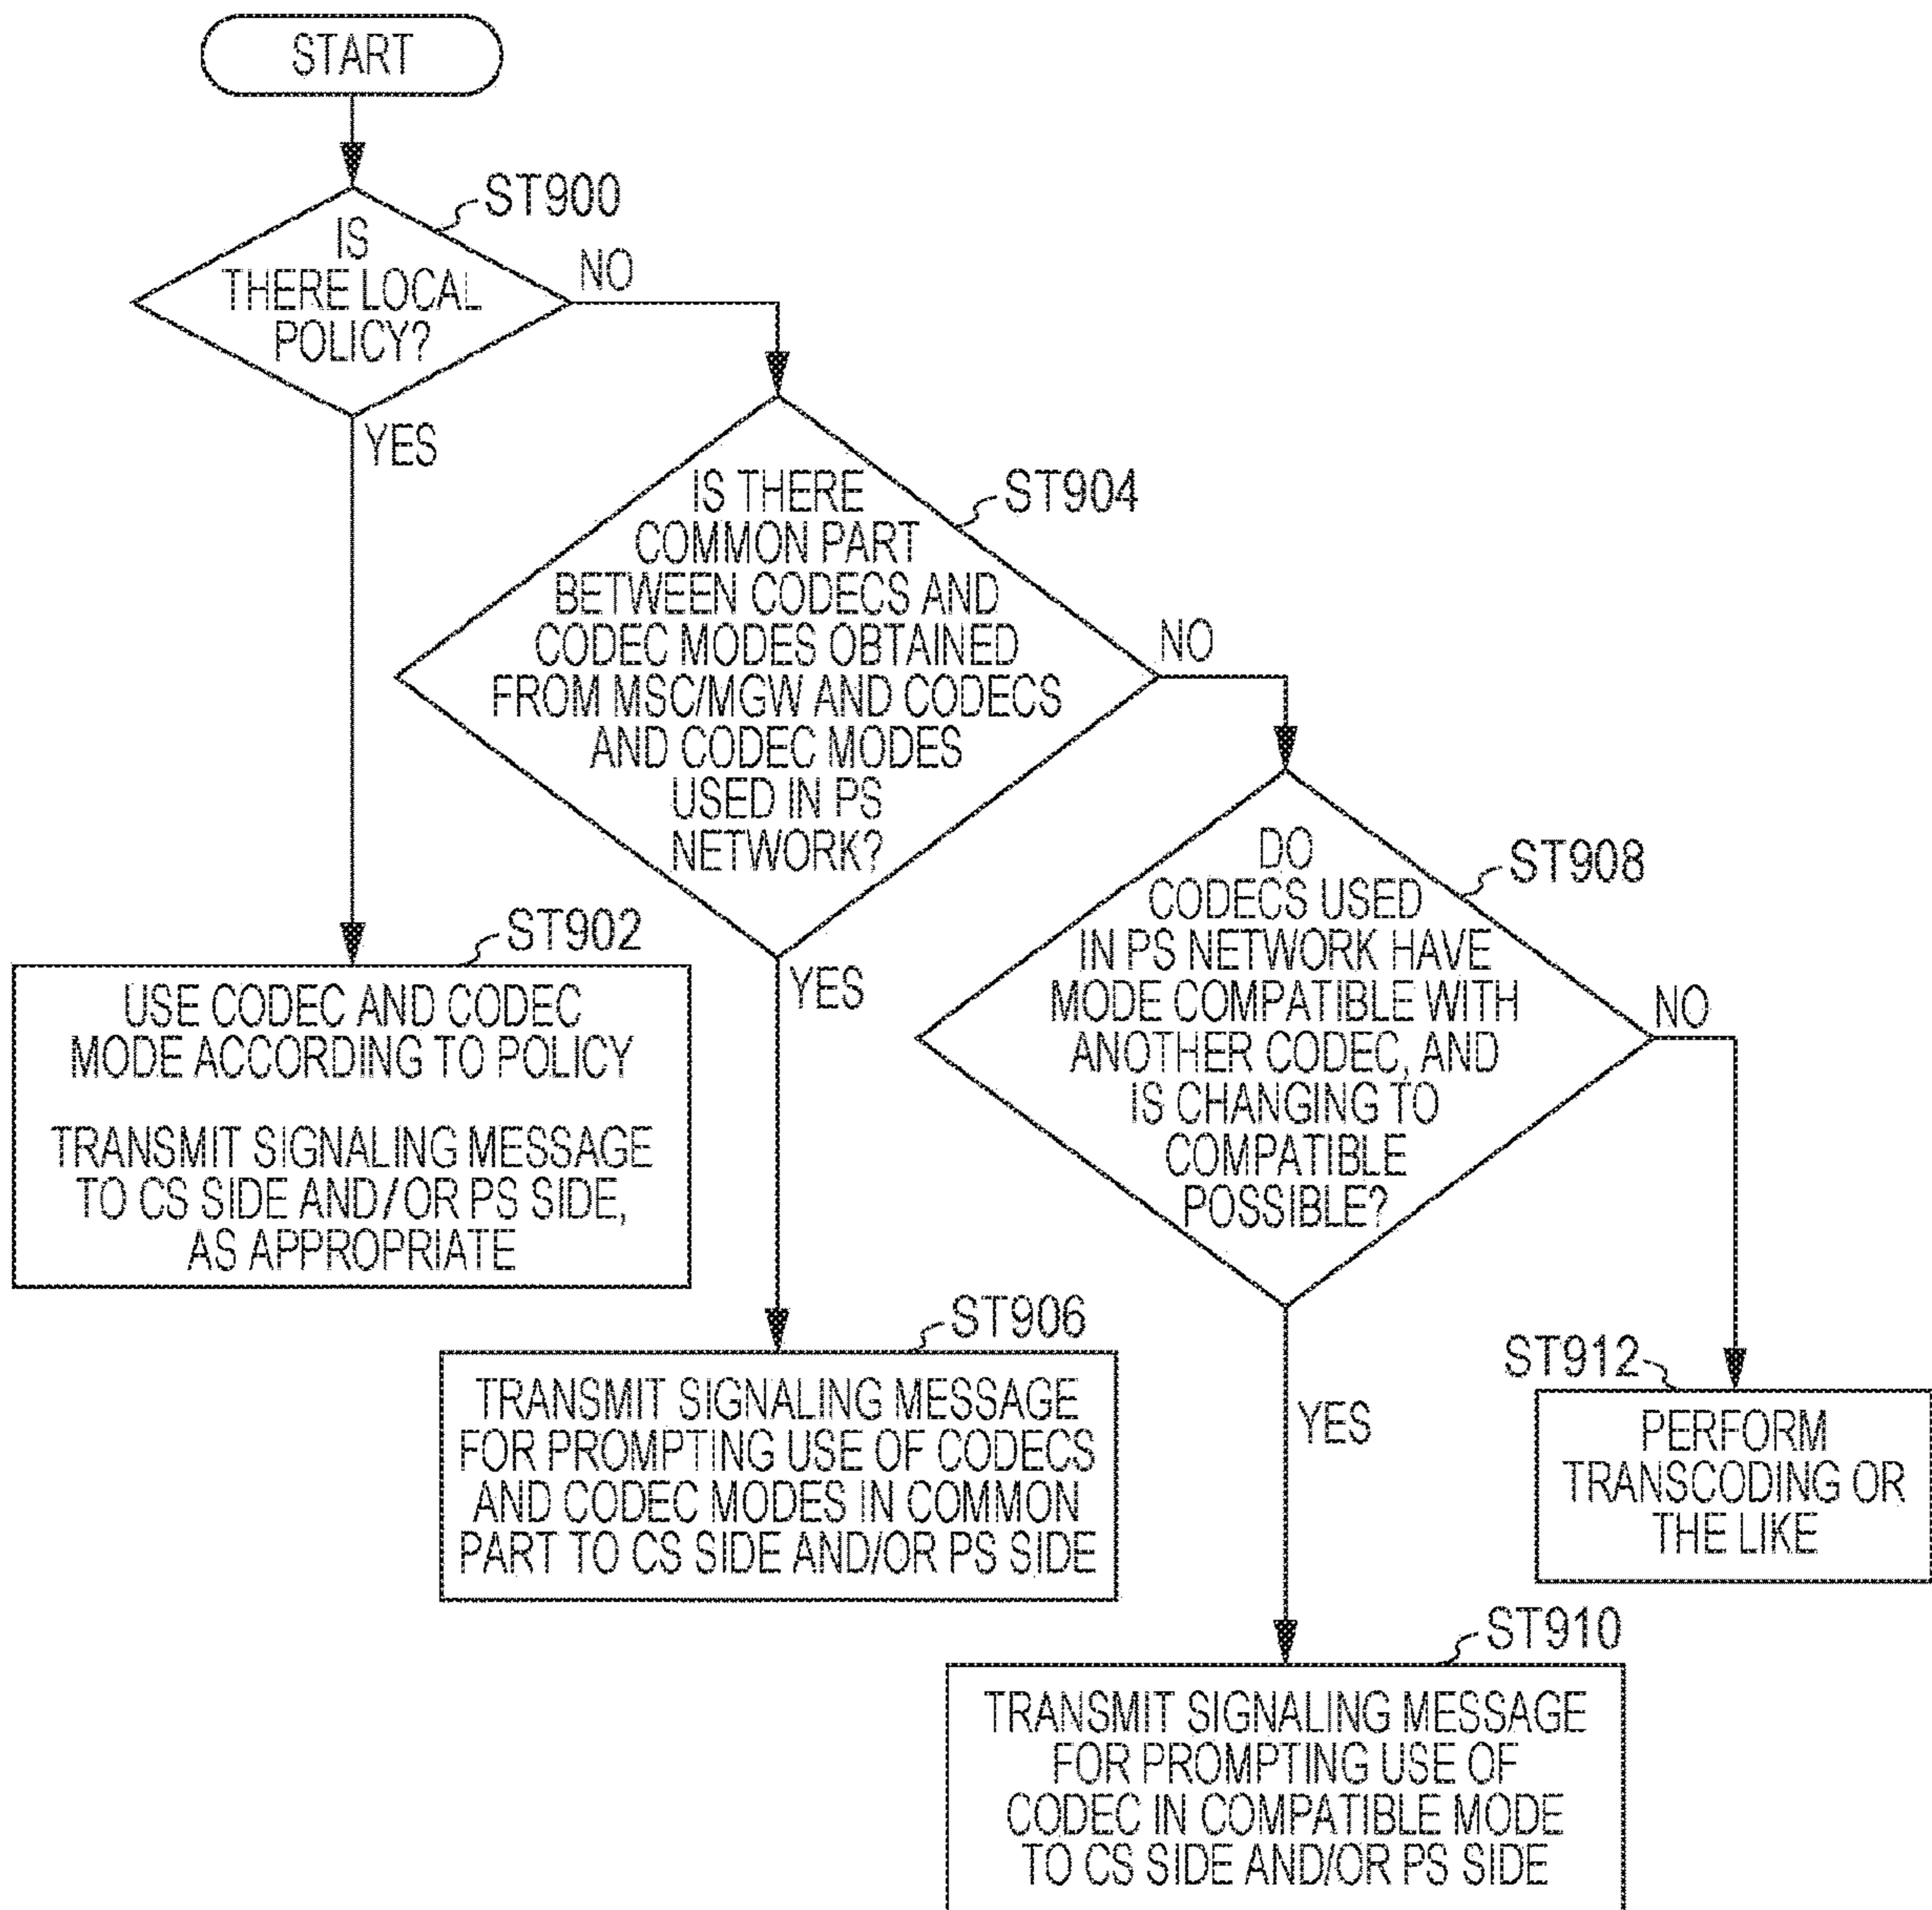 START
ST900
IS
THERE LOCAL
POLICY?
NO
YES
ST904
IS THERE
COMMON PART
BETWEEN CODECS AND
CODEC MODES OBTAINED
FROM MSC/MGW AND CODECS
AND CODEC MODES
USED IN PS
NETWORK?
NO
YES
ST908
DO
CODECS USED
IN PS NETWORK HAVE
MODE COMPATIBLE WITH
ANOTHER CODEC, AND
IS CHANGING TO
COMPATIBLE
POSSIBLE?
NO
YES
ST902
USE CODEC AND CODEC
MODE ACCORDING TO POLICY
TRANSMIT SIGNALING MESSAGE
TO CS SIDE AND/OR PS SIDE,
AS APPROPRIATE
ST906
TRANSMIT SIGNALING MESSAGE
FOR PROMPTING USE OF CODECS
AND CODEC MODES IN COMMON
PART TO CS SIDE AND/OR PS SIDE
ST912
PERFORM
TRANSCODING OR
THE LIKE
ST910
TRANSMIT SIGNALING MESSAGE
FOR PROMPTING USE OF
CODEC IN COMPATIBLE MODE
TO CS SIDE AND/OR PS SIDE